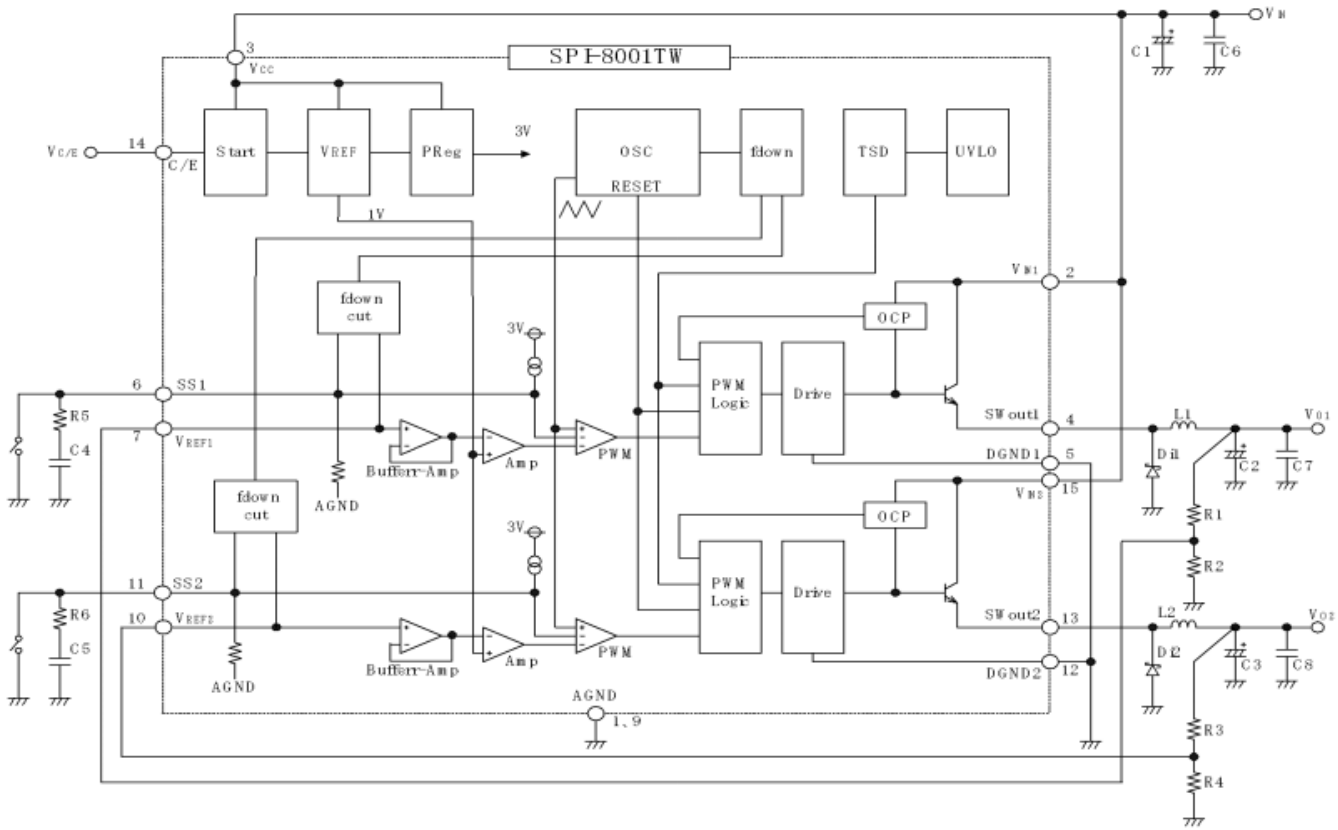 VIN
3
SPI-8001TW
C1
+
C6
VCC
VC/E
14
C/E
Start
VREF
PReg
3V
OSC
RESET
fdown
TSD
UVLO
1V
VIN1
2
fdown
cut
OCP
3V
PWM
Logic
Drive
6
SS1
R5
SWout1
4
L1
VO1
7
VREF1
C4
Bufferr-Amp
Amp
PWM
DGND1
5
Di1
+
C2
C7
VIN2
15
AGND
fdown
cut
OCP
R1
3V
PWM
Logic
Drive
R2
11
SS2
R6
SWout2
13
L2
VO2
10
VREF2
C5
Bufferr-Amp
Amp
PWM
DGND2
12
Di2
+
C3
C8
AGND
AGND
1、9
R3
R4